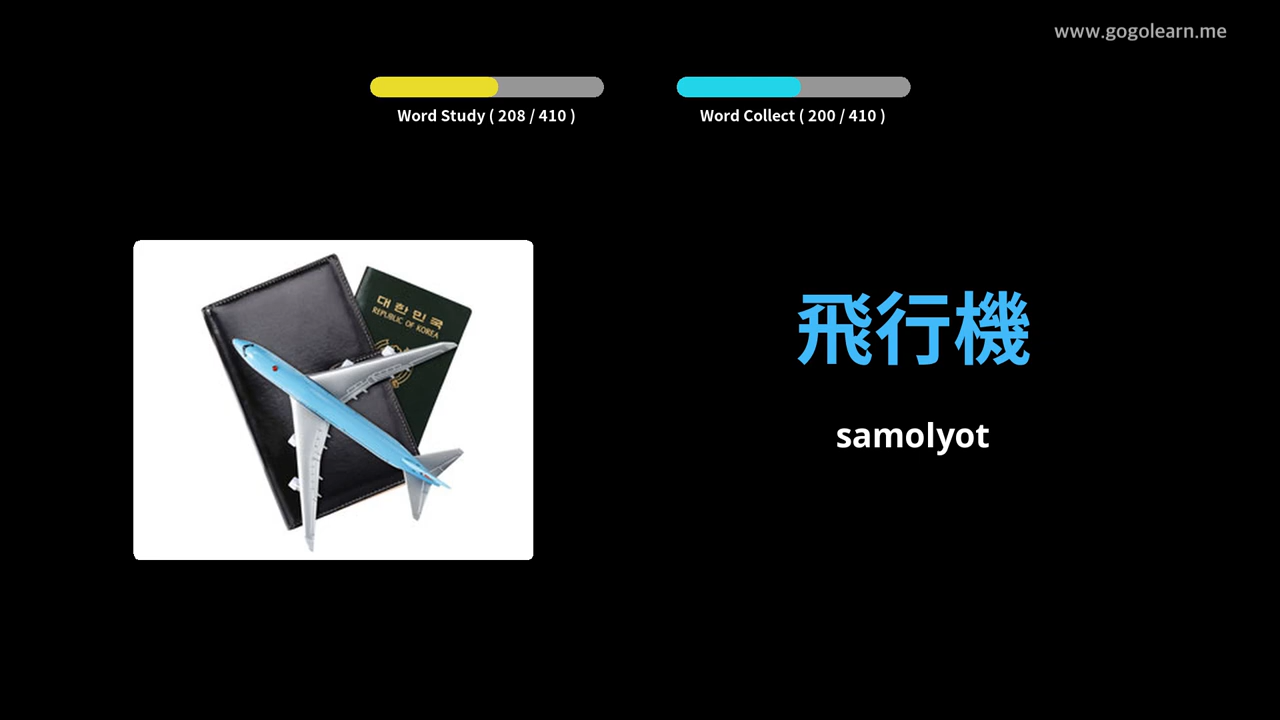 www.gogolearn.me
Word Study ( 208 / 410 )
Word Collect ( 200 / 410 )
대한민국
REPUBLIC OF KOREA
飛行機
samolyot